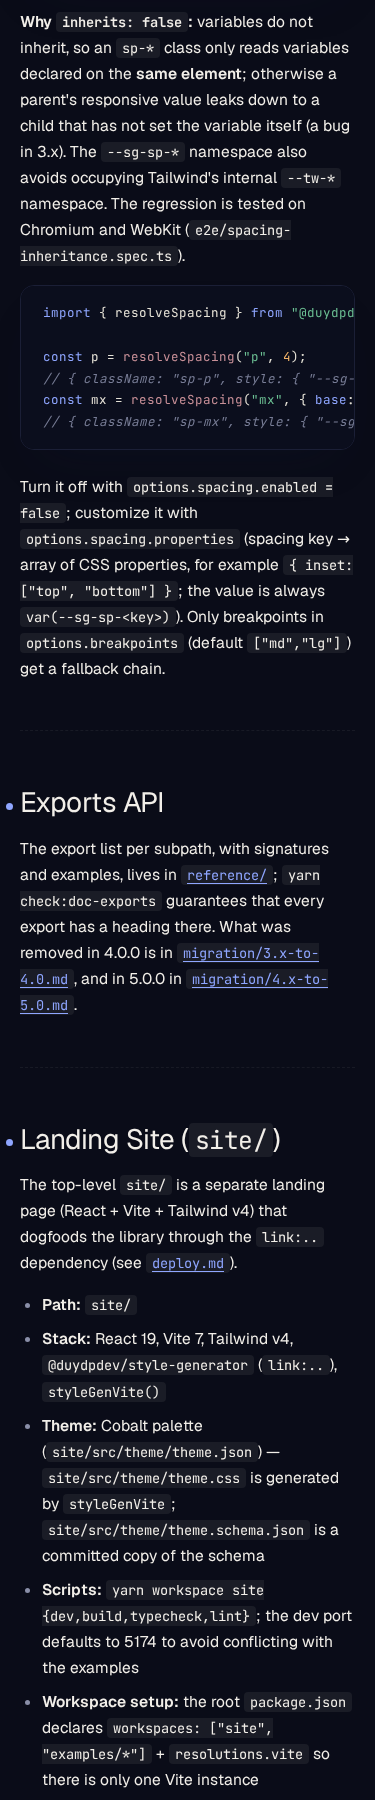 Why inherits: false: variables do not
inherit, so an sp-* class only reads variables
declared on the same element; otherwise a
parent's responsive value leaks down to a
child that has not set the variable itself (a bug
in 3.x). The --sg-sp-* namespace also
avoids occupying Tailwind's internal --tw-*
namespace. The regression is tested on
Chromium and WebKit (e2e/spacing-
inheritance.spec.ts).
import { resolveSpacing } from "@duydpd
const p = resolveSpacing("p", 4);
// { className: "sp-p", style: { "--sg-
const mx = resolveSpacing("mx", { base:
// { className: "sp-mx", style: { "--sg
Turn it off with options.spacing.enabled =
false; customize it with
options.spacing.properties (spacing key →
array of CSS properties, for example { inset:
["top", "bottom"] }; the value is always
var(--sg-sp-<key>)). Only breakpoints in
options.breakpoints (default ["md","lg"])
get a fallback chain.
Exports API
The export list per subpath, with signatures
and examples, lives in reference/; yarn
check:doc-exports guarantees that every
export has a heading there. What was
removed in 4.0.0 is in migration/3.x-to-
4.0.md, and in 5.0.0 in migration/4.x-to-
5.0.md.
Landing Site (site/)
The top-level site/ is a separate landing
page (React + Vite + Tailwind v4) that
dogfoods the library through the link:..
dependency (see deploy.md).
• Path: site/
• Stack: React 19, Vite 7, Tailwind v4,
@duydpdev/style-generator (link:..),
styleGenVite()
• Theme: Cobalt palette
(site/src/theme/theme.json) —
site/src/theme/theme.css is generated
by styleGenVite;
site/src/theme/theme.schema.json is a
committed copy of the schema
• Scripts: yarn workspace site
{dev,build,typecheck,lint}; the dev port
defaults to 5174 to avoid conflicting with
the examples
• Workspace setup: the root package.json
declares workspaces: ["site",
"examples/*"] + resolutions.vite so
there is only one Vite instance